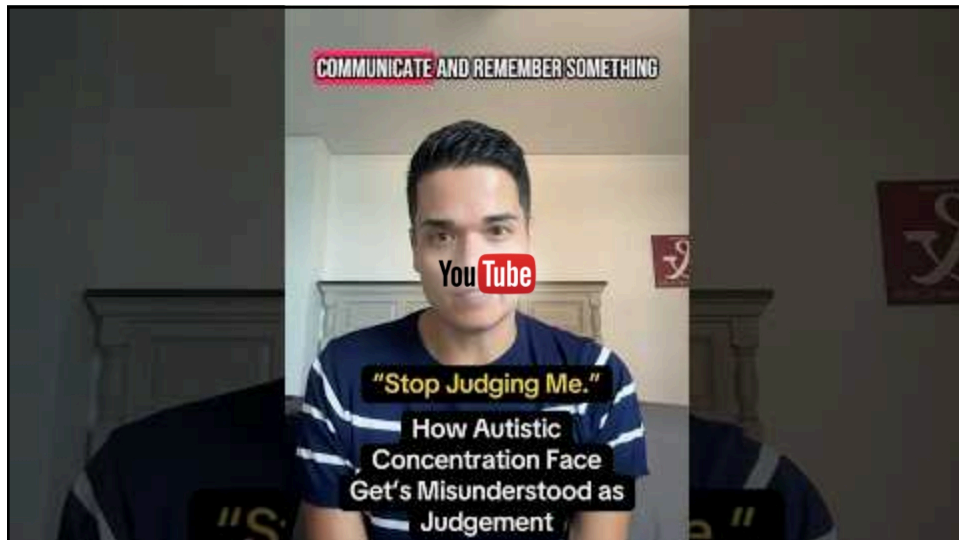 COMMUNICATE AND REMEMBER SOMETHING
YouTube
"Stop Judging Me."
How Autistic
Concentration Face
Get's Misunderstood as
Judgement